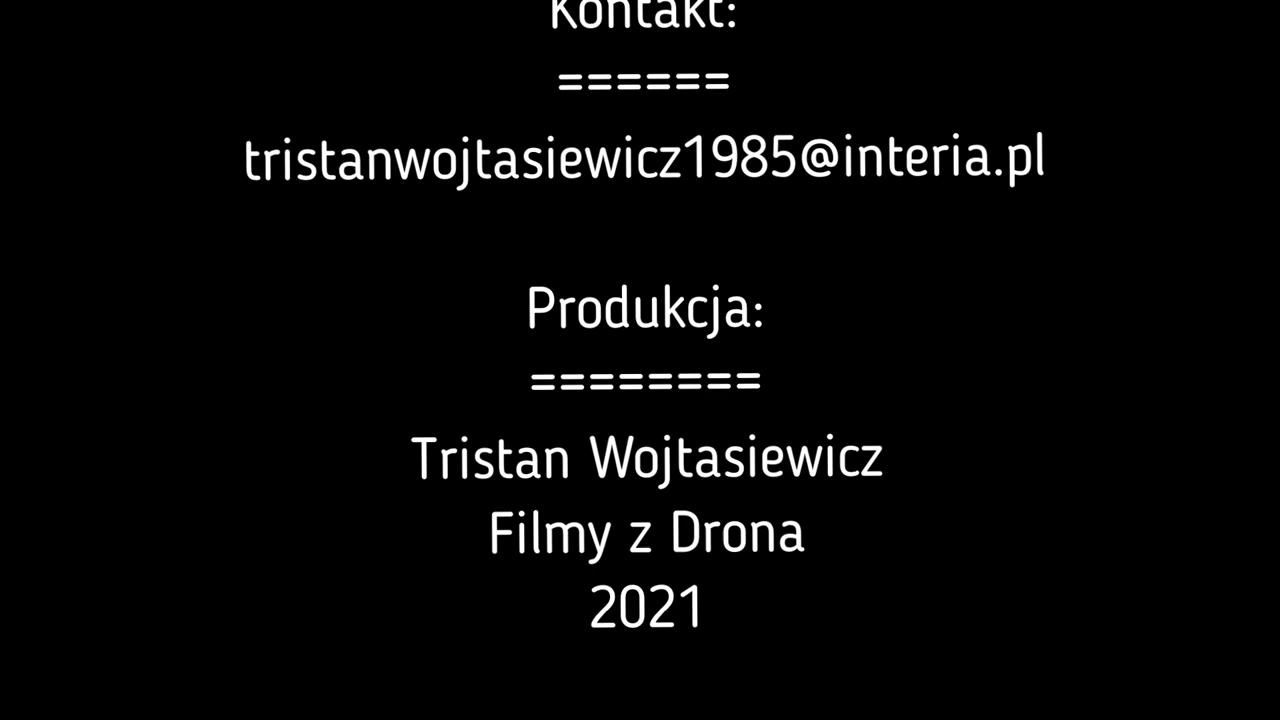 Kontakt:
======
tristanwojtasiewicz1985@interia.pl
Produkcja:
========
Tristan Wojtasiewicz
Filmy z Drona
2021